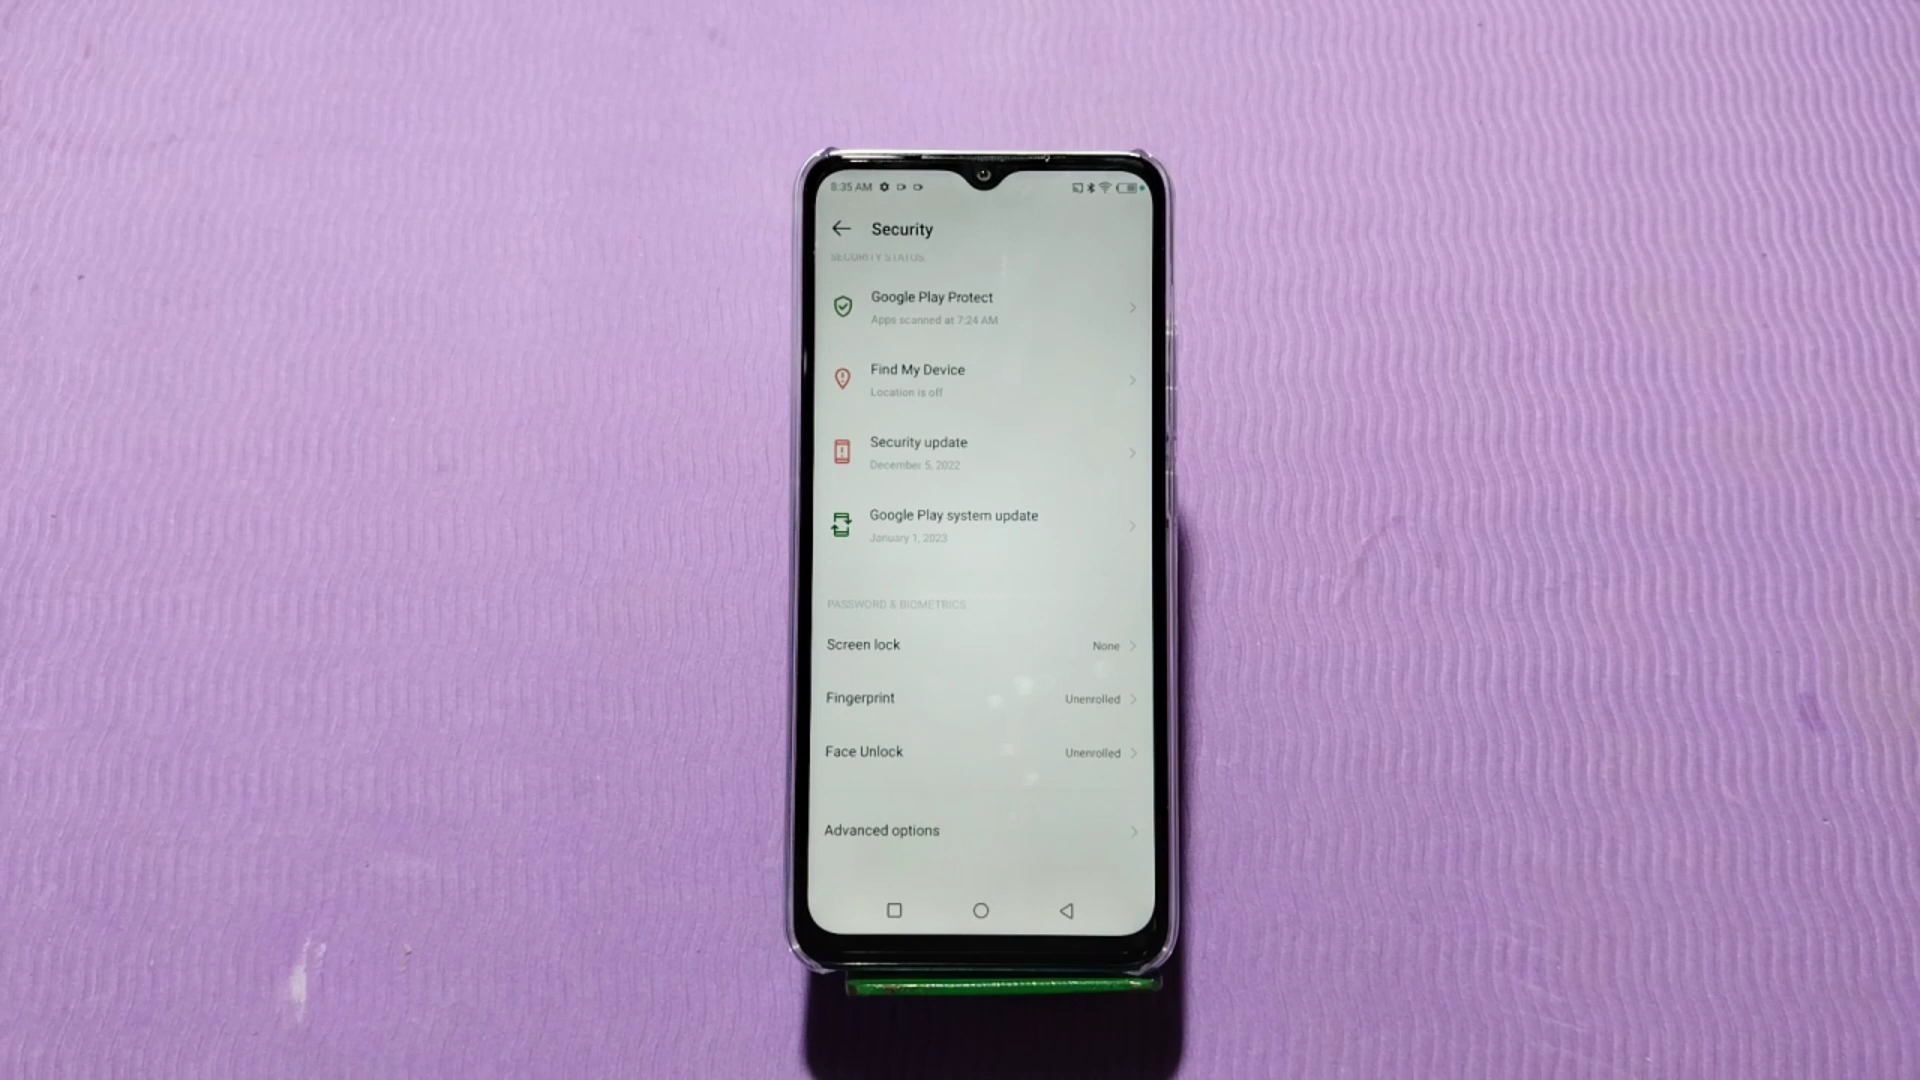 8:35 AM
Security
SECURITY STATUS
Google Play Protect
Apps scanned at 7:24 AM
Find My Device
Location is off
Security update
December 5, 2022
Google Play system update
January 1, 2023
PASSWORD & BIOMETRICS
Screen lock None
Fingerprint Unenrolled
Face Unlock Unenrolled
Advanced options